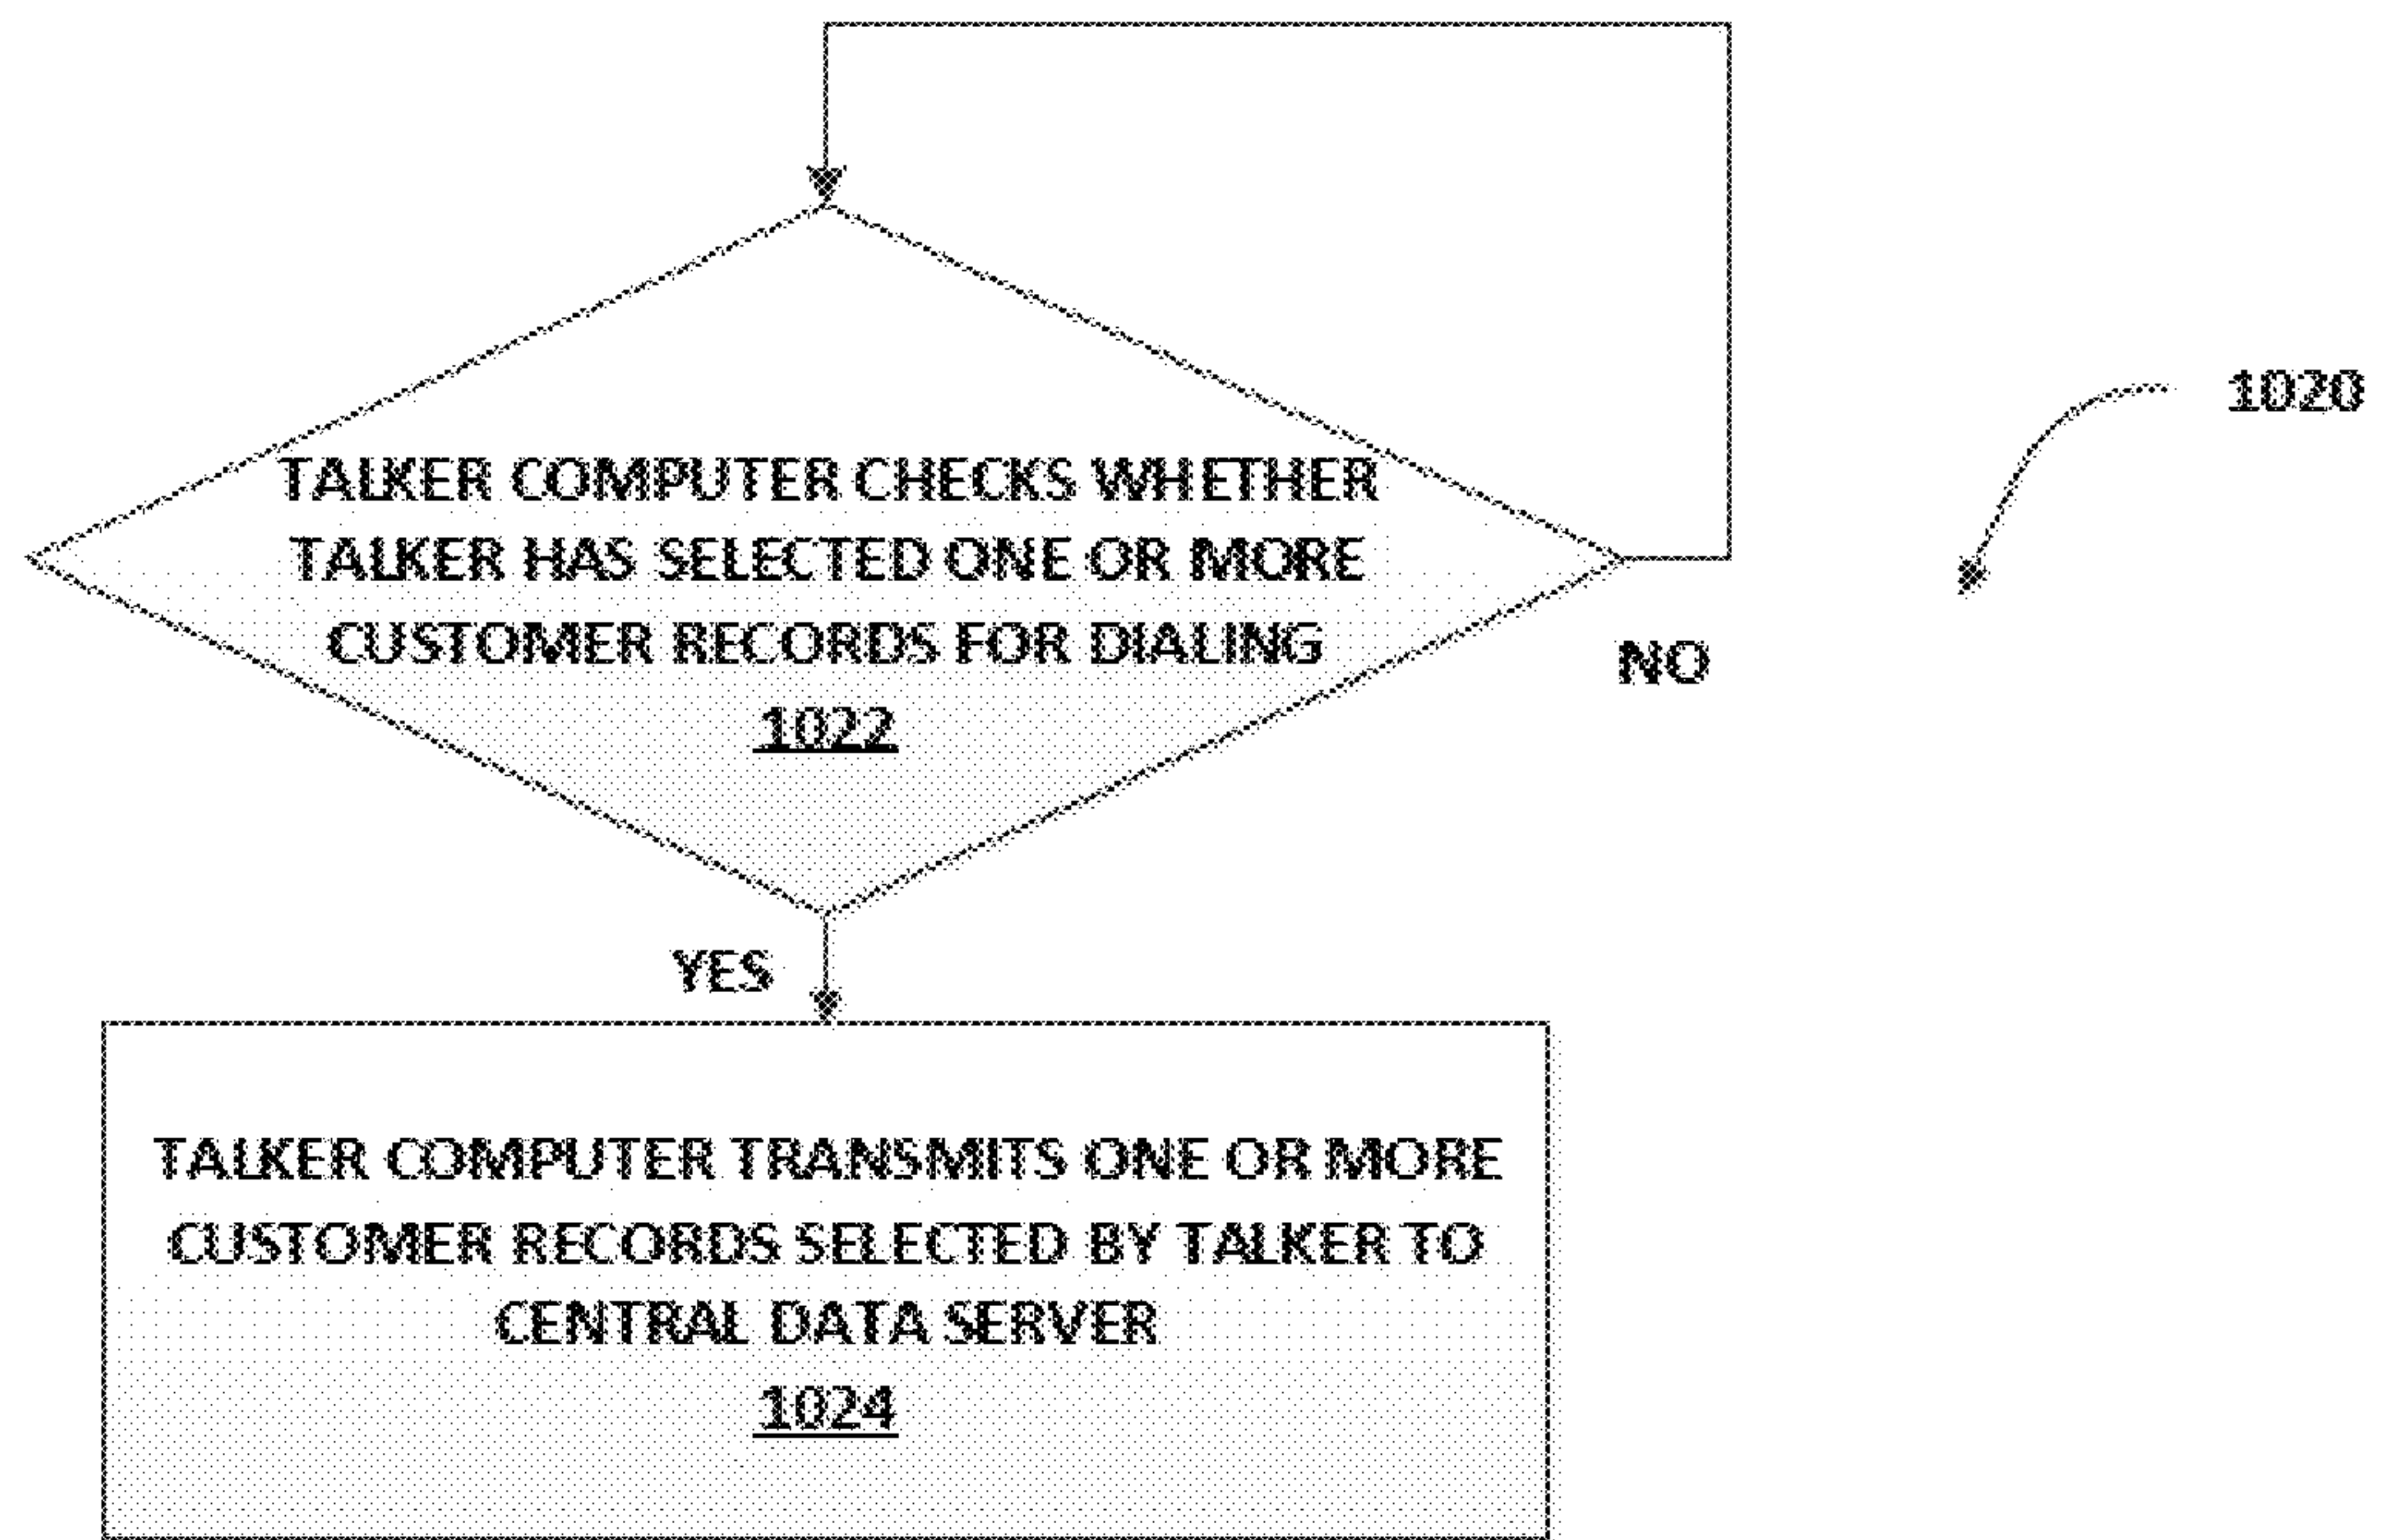 1020
TALKER COMPUTER CHECKS WHETHER
TALKER HAS SELECTED ONE OR MORE
CUSTOMER RECORDS FOR DIALING
1022
NO
YES
TALKER COMPUTER TRANSMITS ONE OR MORE
CUSTOMER RECORDS SELECTED BY TALKER TO
CENTRAL DATA SERVER
1024